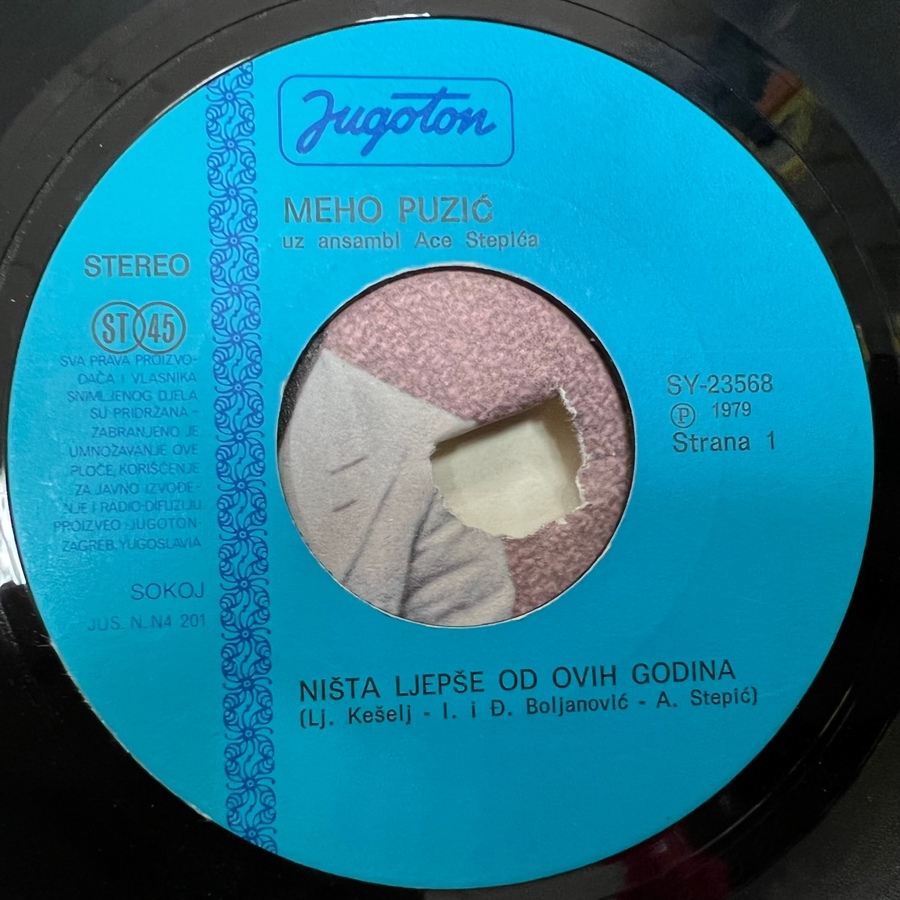 Jugoton
MEHO PUZIĆ
uz ansambl Ace Stepića
STEREO
ST 45
SVA PRAVA PROIZVO-
ĐAČA I VLASNIKA
SNIMLJENOG DJELA
SU PRIDRŽANA -
ZABRANJENO JE
UMNOŽAVANJE OVE
PLOČE, KORIŠĆENJE
ZA JAVNO IZVOĐE-
NJE I RADIO-DIFUZIJU
PROIZVEO JUGOTON-
ZAGREB, YUGOSLAVIA
SOKOJ
JUS. N. N4 201
SY-23568
℗ 1979
Strana 1
NIŠTA LJEPŠE OD OVIH GODINA
(Lj. Kešelj - I. i Đ. Boljanović - A. Stepić)